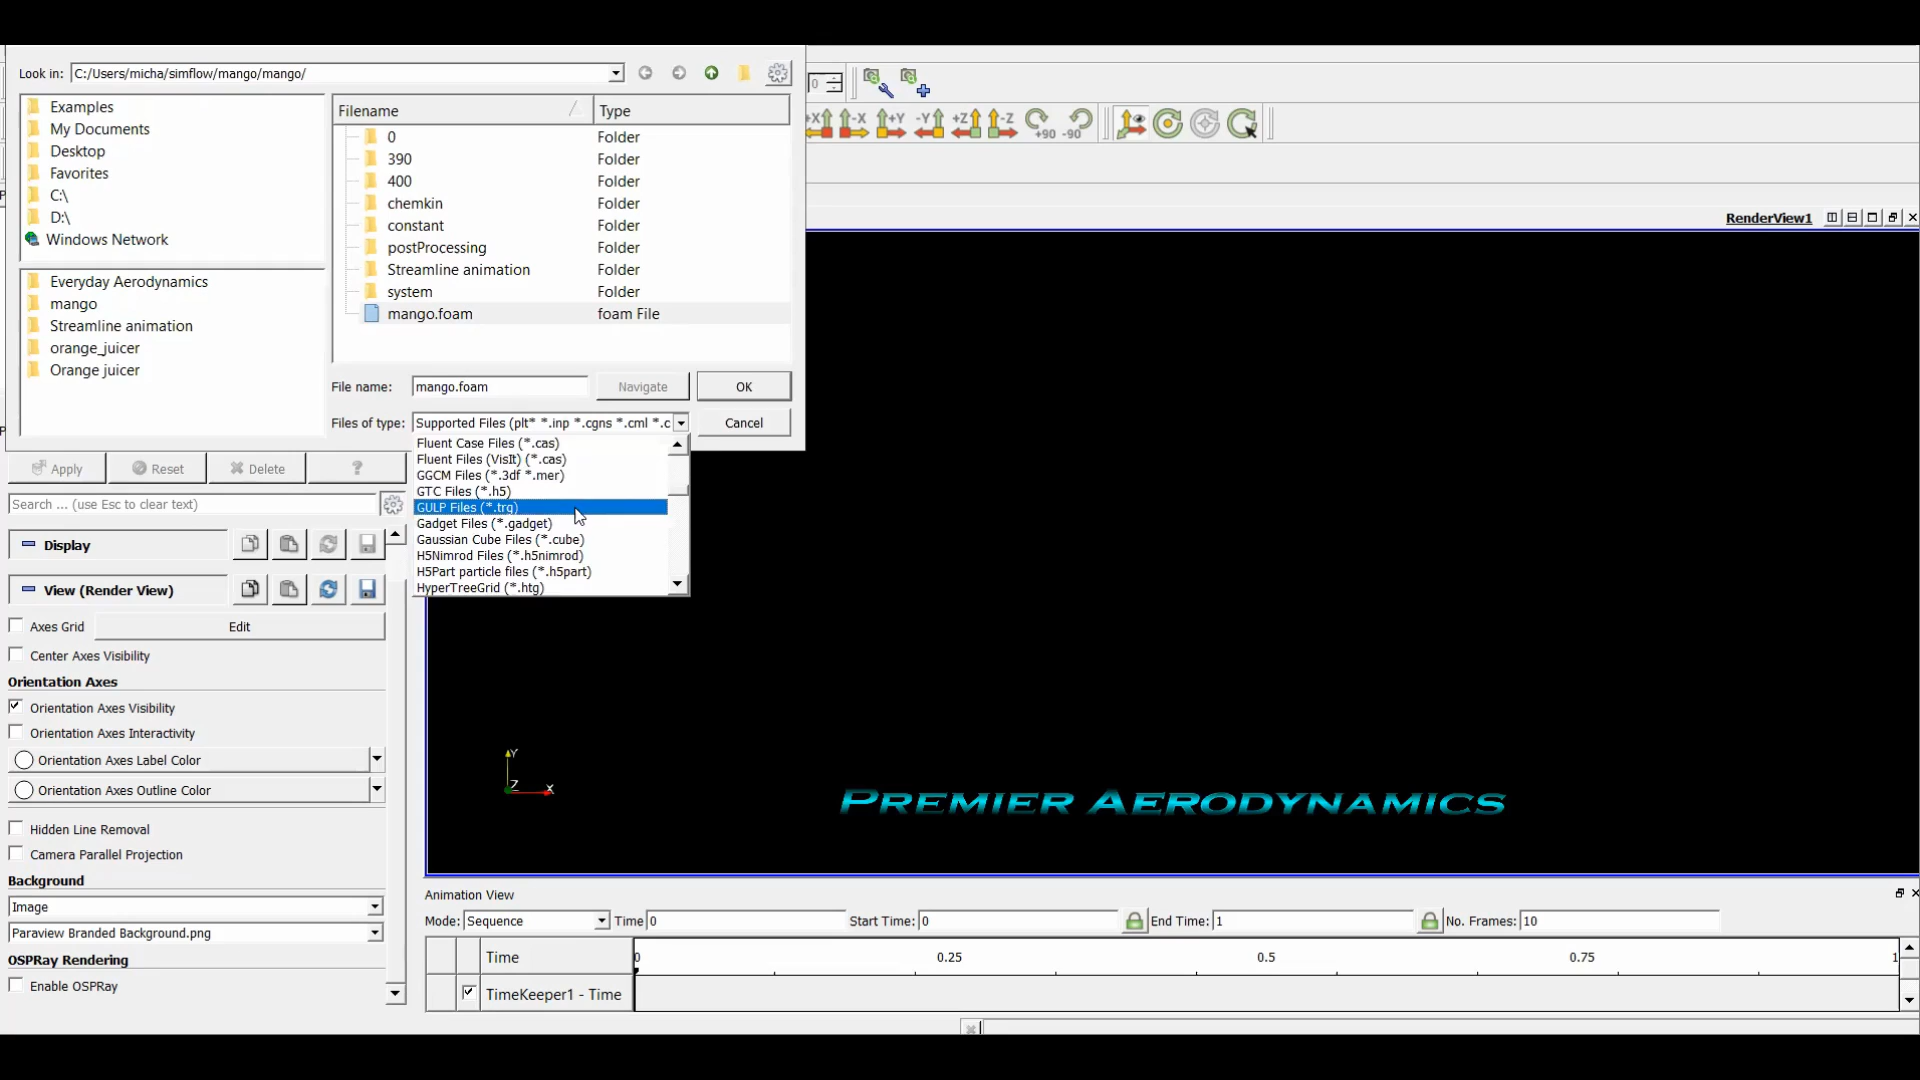 Look in: C:/Users/micha/simflow/mango/mango/
Examples
My Documents
Desktop
Favorites
C:\
D:\
Windows Network
Everyday Aerodynamics
mango
Streamline animation
orange_juicer
Orange juicer
Filename Type
0 Folder
390 Folder
400 Folder
chemkin Folder
constant Folder
postProcessing Folder
Streamline animation Folder
system Folder
mango.foam foam File
File name: mango.foam Navigate OK
Files of type: Supported Files (plt* *.inp *.cgns *.cml *.c Cancel
Fluent Case Files (*.cas)
Fluent Files (VisIt) (*.cas)
GGCM Files (*.3df *.mer)
GTC Files (*.h5)
GULP Files (*.trg)
Gadget Files (*.gadget)
Gaussian Cube Files (*.cube)
H5Nimrod Files (*.h5nimrod)
H5Part particle files (*.h5part)
HyperTreeGrid (*.htg)
0
+X -X +Y -Y +Z -Z +90 -90
RenderView1
Apply Reset Delete ?
Search ... (use Esc to clear text)
Display
View (Render View)
Axes Grid Edit
Center Axes Visibility
Orientation Axes
Orientation Axes Visibility
Orientation Axes Interactivity
Orientation Axes Label Color
Orientation Axes Outline Color
Hidden Line Removal
Camera Parallel Projection
Background
Image
Paraview Branded Background.png
OSPRay Rendering
Enable OSPRay
Y
Z
X
PREMIER AERODYNAMICS
Animation View
Mode: Sequence Time 0 Start Time: 0 End Time: 1 No. Frames: 10
Time 0 0.25 0.5 0.75 1
TimeKeeper1 - Time